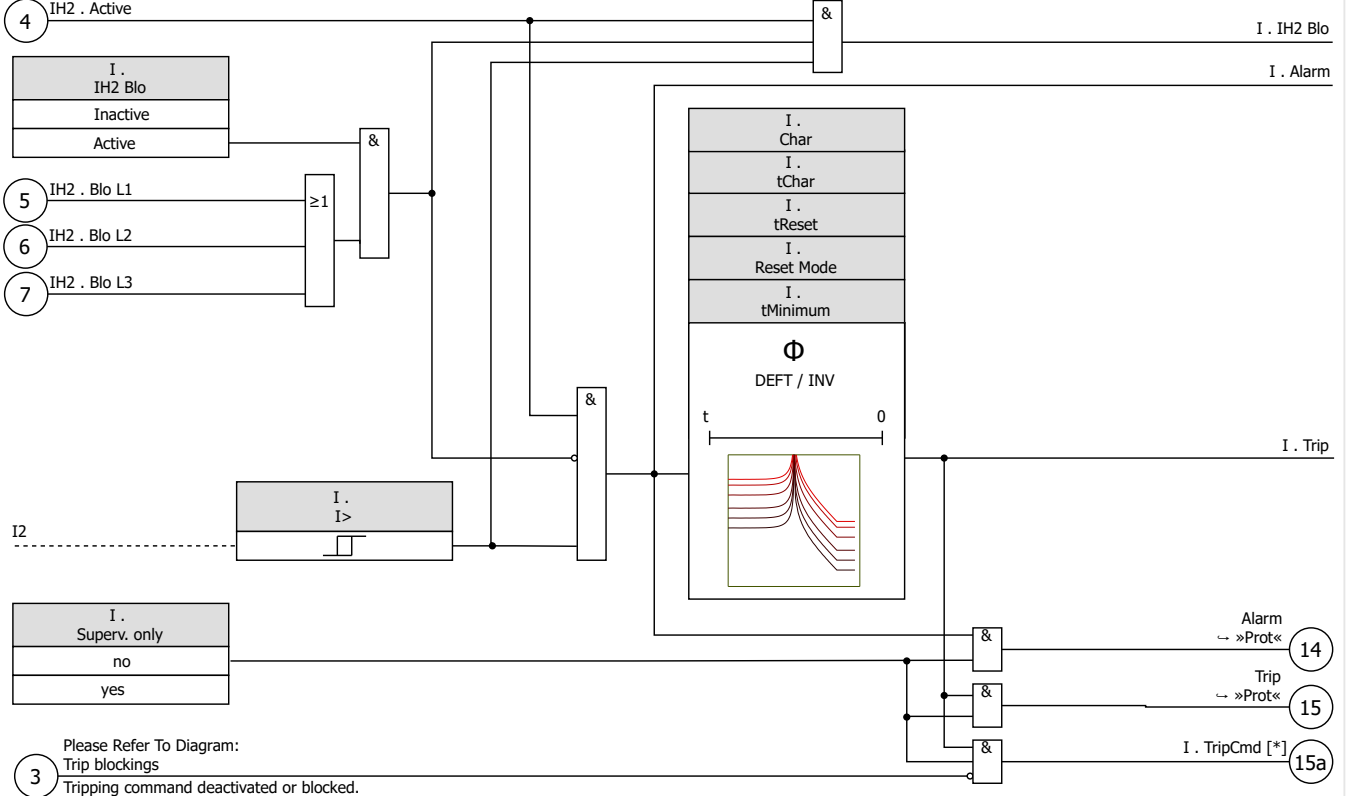 4
IH2 . Active
&
I . IH2 Blo
I . Alarm
I .
IH2 Blo
Inactive
Active
&
5
IH2 . Blo L1
≥1
6
IH2 . Blo L2
7
IH2 . Blo L3
I .
Char
I .
tChar
I .
tReset
I .
Reset Mode
I .
tMinimum
Φ
DEFT / INV
t
0
&
I . Trip
I .
I>
I2
I .
Superv. only
no
yes
&
Alarm
↪ »Prot«
14
&
Trip
↪ »Prot«
15
&
I . TripCmd [*]
15a
3
Please Refer To Diagram:
Trip blockings
Tripping command deactivated or blocked.